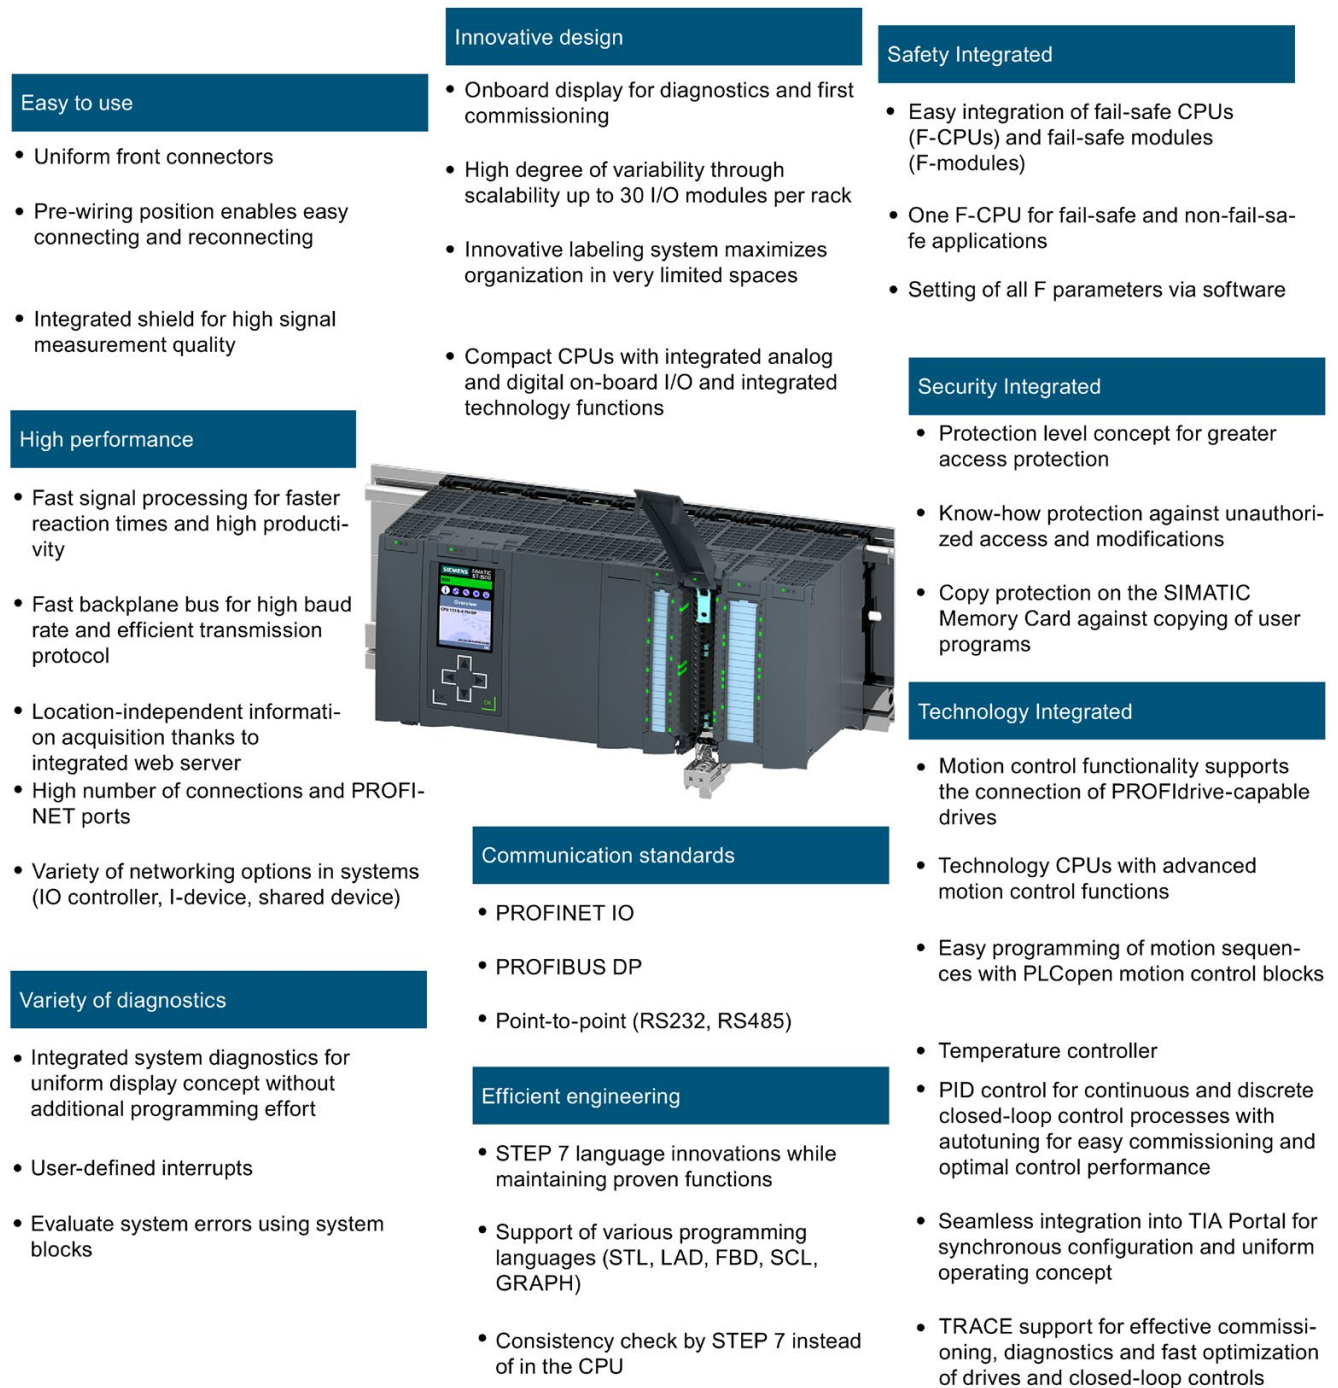 Easy to use
• Uniform front connectors
• Pre-wiring position enables easy
connecting and reconnecting
• Integrated shield for high signal
measurement quality
High performance
• Fast signal processing for faster
reaction times and high producti-
vity
• Fast backplane bus for high baud
rate and efficient transmission
protocol
• Location-independent informati-
on acquisition thanks to
integrated web server
• High number of connections and PROFI-
NET ports
• Variety of networking options in systems
(IO controller, I-device, shared device)
Variety of diagnostics
• Integrated system diagnostics for
uniform display concept without
additional programming effort
• User-defined interrupts
• Evaluate system errors using system
blocks
Innovative design
• Onboard display for diagnostics and first
commissioning
• High degree of variability through
scalability up to 30 I/O modules per rack
• Innovative labeling system maximizes
organization in very limited spaces
• Compact CPUs with integrated analog
and digital on-board I/O and integrated
technology functions
SIEMENS
SIMATIC
S7-1500
Overview
OK
Communication standards
• PROFINET IO
• PROFIBUS DP
• Point-to-point (RS232, RS485)
Efficient engineering
• STEP 7 language innovations while
maintaining proven functions
• Support of various programming
languages (STL, LAD, FBD, SCL,
GRAPH)
• Consistency check by STEP 7 instead
of in the CPU
Safety Integrated
• Easy integration of fail-safe CPUs
(F-CPUs) and fail-safe modules
(F-modules)
• One F-CPU for fail-safe and non-fail-sa-
fe applications
• Setting of all F parameters via software
Security Integrated
• Protection level concept for greater
access protection
• Know-how protection against unauthori-
zed access and modifications
• Copy protection on the SIMATIC
Memory Card against copying of user
programs
Technology Integrated
• Motion control functionality supports
the connection of PROFIdrive-capable
drives
• Technology CPUs with advanced
motion control functions
• Easy programming of motion sequen-
ces with PLCopen motion control blocks
• Temperature controller
• PID control for continuous and discrete
closed-loop control processes with
autotuning for easy commissioning and
optimal control performance
• Seamless integration into TIA Portal for
synchronous configuration and uniform
operating concept
• TRACE support for effective commissi-
oning, diagnostics and fast optimization
of drives and closed-loop controls